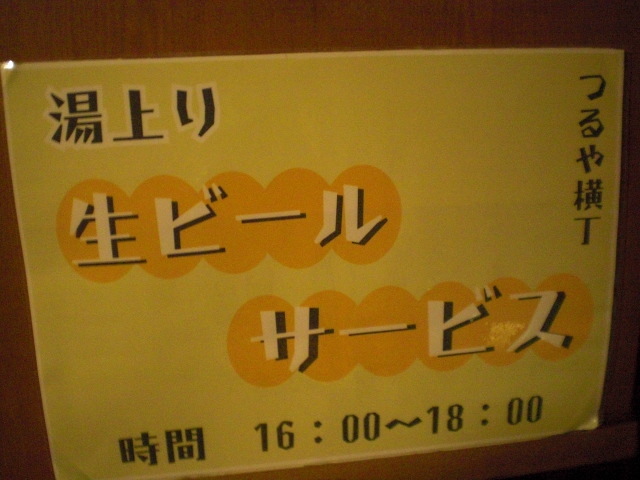 湯上り
生ビール
サービス
時間 16：00～18：00
つるや横丁